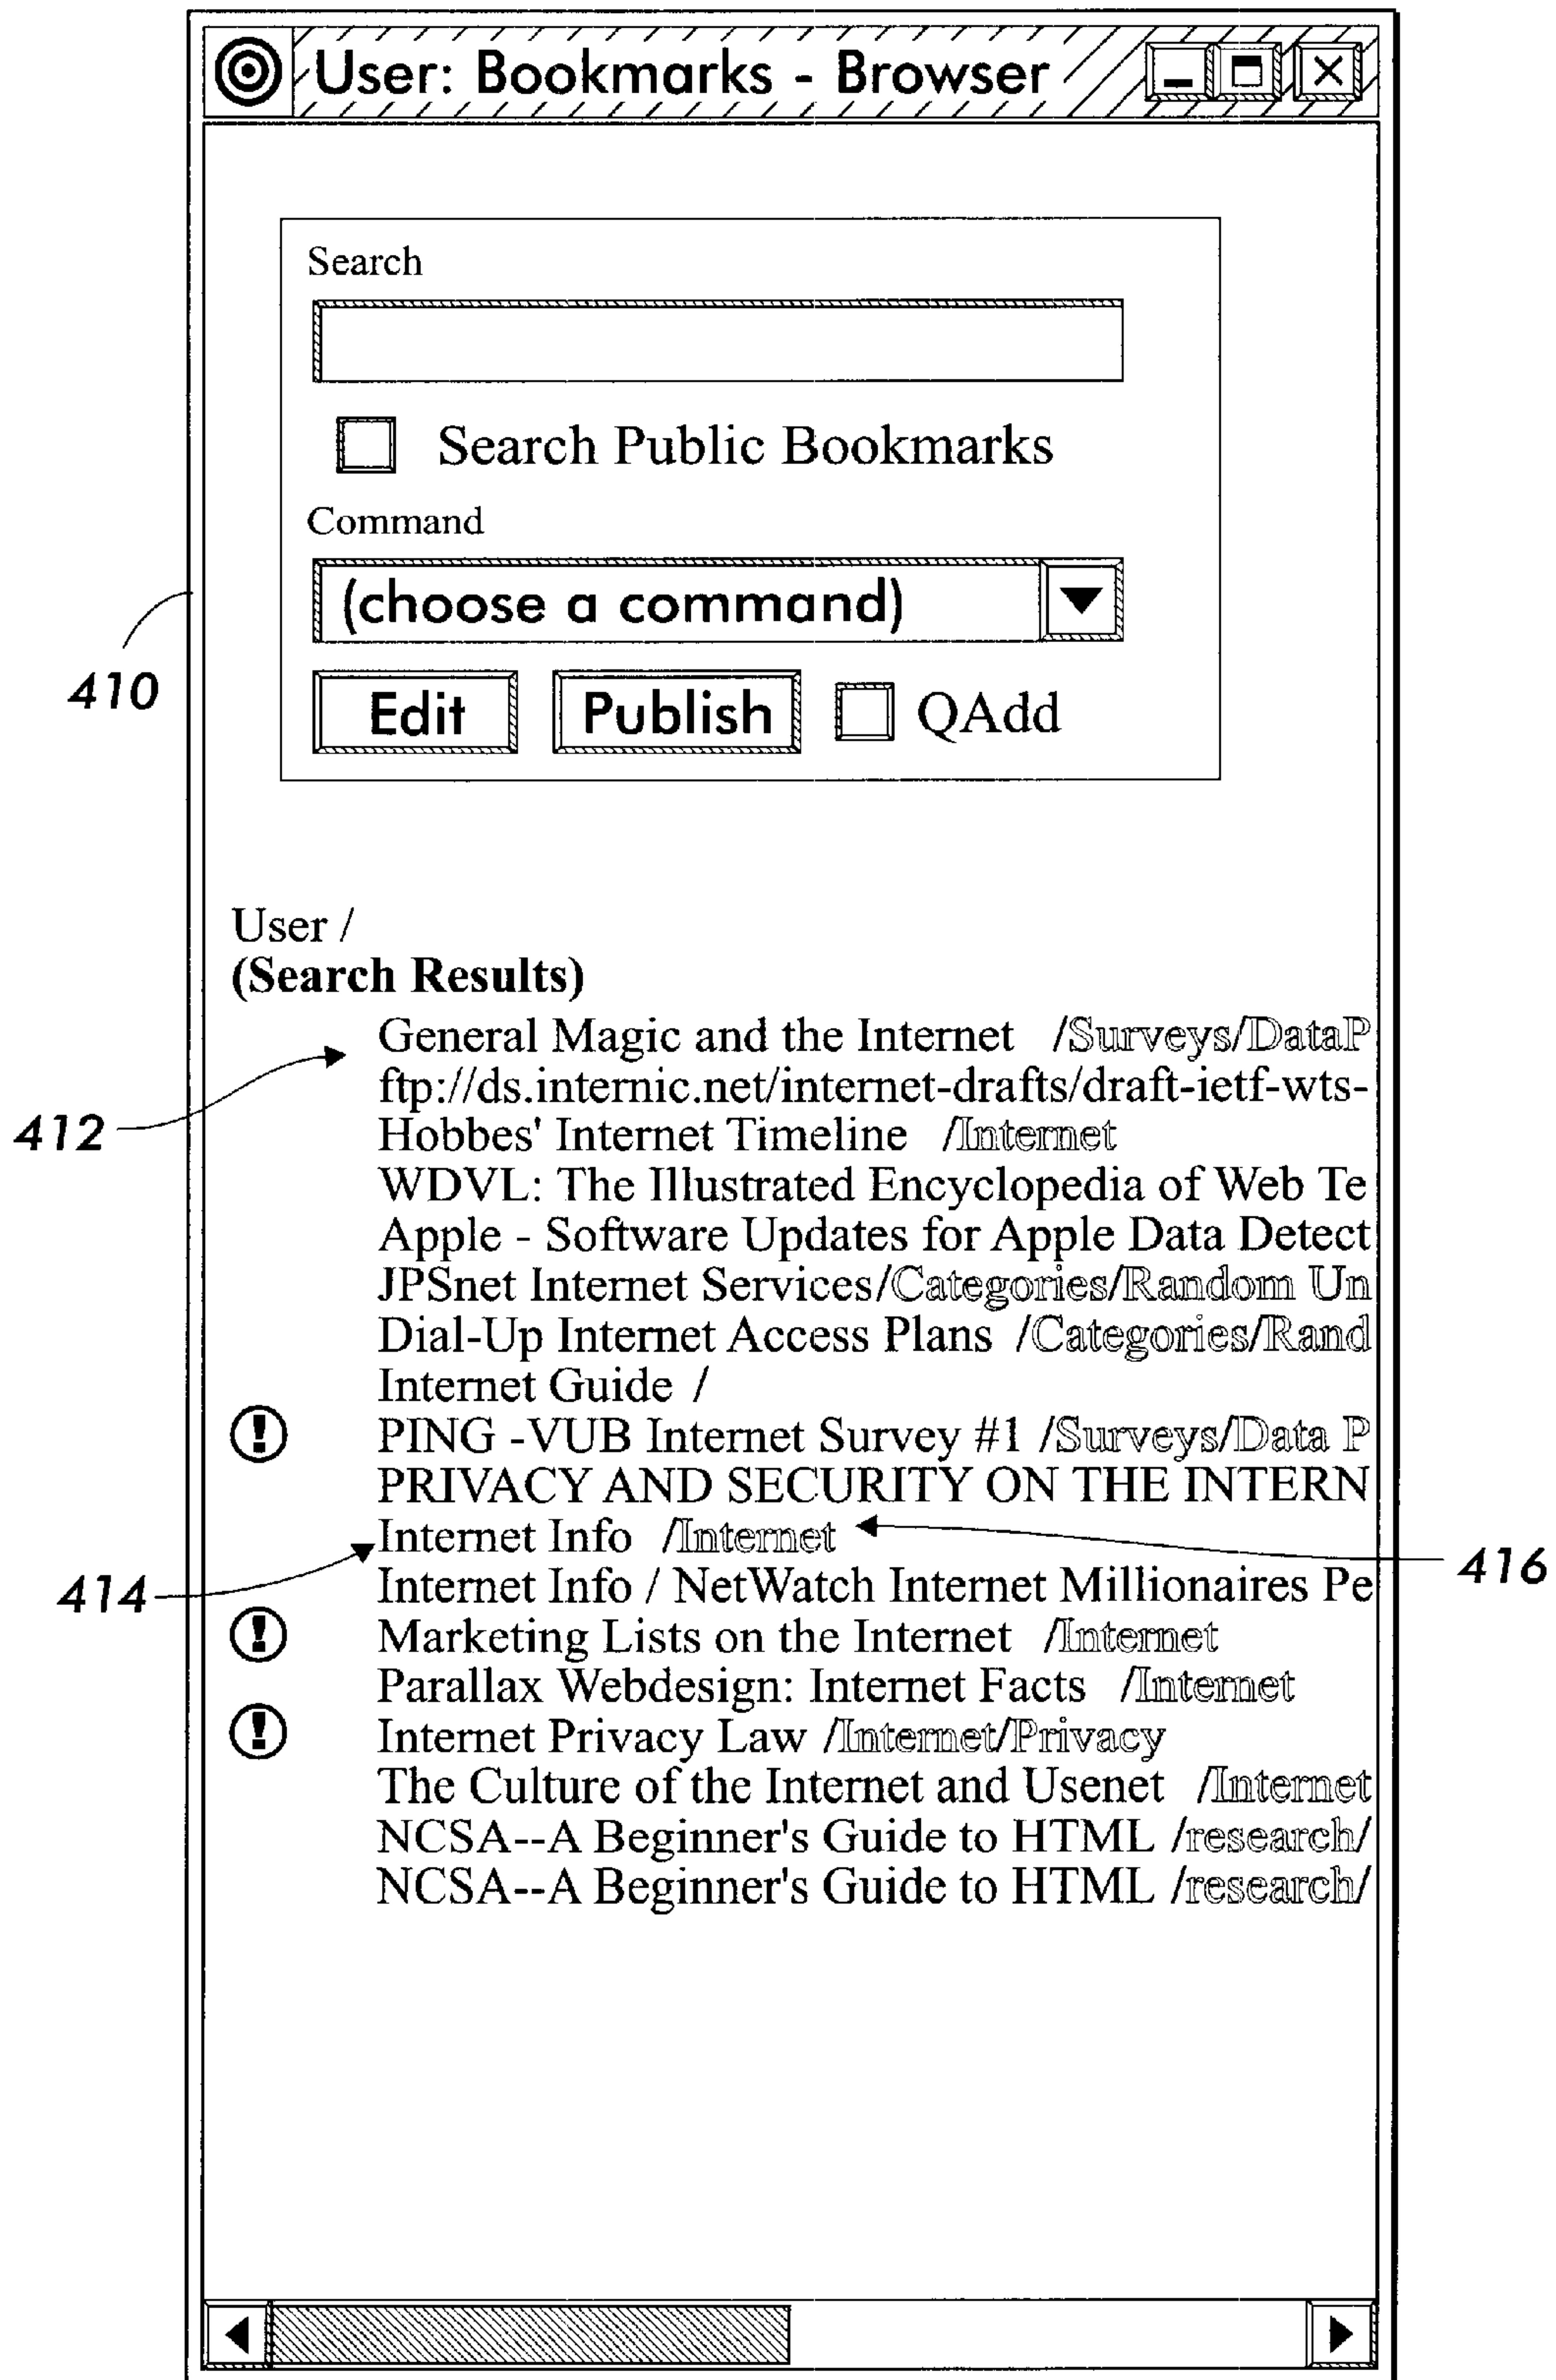 User: Bookmarks - Browser
Search
Search Public Bookmarks
Command
(choose a command)
Edit Publish QAdd
410
User /
(Search Results)
General Magic and the Internet /Surveys/DataP
ftp://ds.internic.net/internet-drafts/draft-ietf-wts-
412
Hobbes' Internet Timeline /Internet
WDVL: The Illustrated Encyclopedia of Web Te
Apple - Software Updates for Apple Data Detect
JPSnet Internet Services/Categories/Random Un
Dial-Up Internet Access Plans /Categories/Rand
Internet Guide /
PING -VUB Internet Survey #1 /Surveys/Data P
PRIVACY AND SECURITY ON THE INTERN
Internet Info /Internet
416
414
Internet Info / NetWatch Internet Millionaires Pe
Marketing Lists on the Internet /Internet
Parallax Webdesign: Internet Facts /Internet
Internet Privacy Law /Internet/Privacy
The Culture of the Internet and Usenet /Internet
NCSA--A Beginner's Guide to HTML /research/
NCSA--A Beginner's Guide to HTML /research/